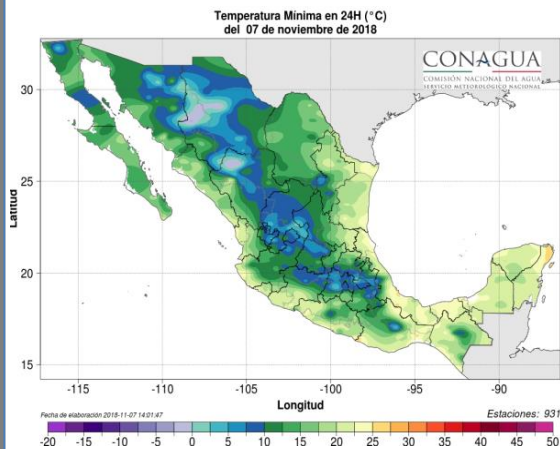 Temperatura Mínima en 24H (°C)
del 07 de noviembre de 2018
CONAGUA
COMISIÓN NACIONAL DEL AGUA
SERVICIO METEOROLÓGICO NACIONAL
30
25
20
15
Latitud
-115 -110 -105 -100 -95 -90
Longitud
Fecha de elaboración 2018-11-07 14:01:47
Estaciones: 931
-20 -15 -10 -5 0 5 10 15 20 25 30 35 40 45 50